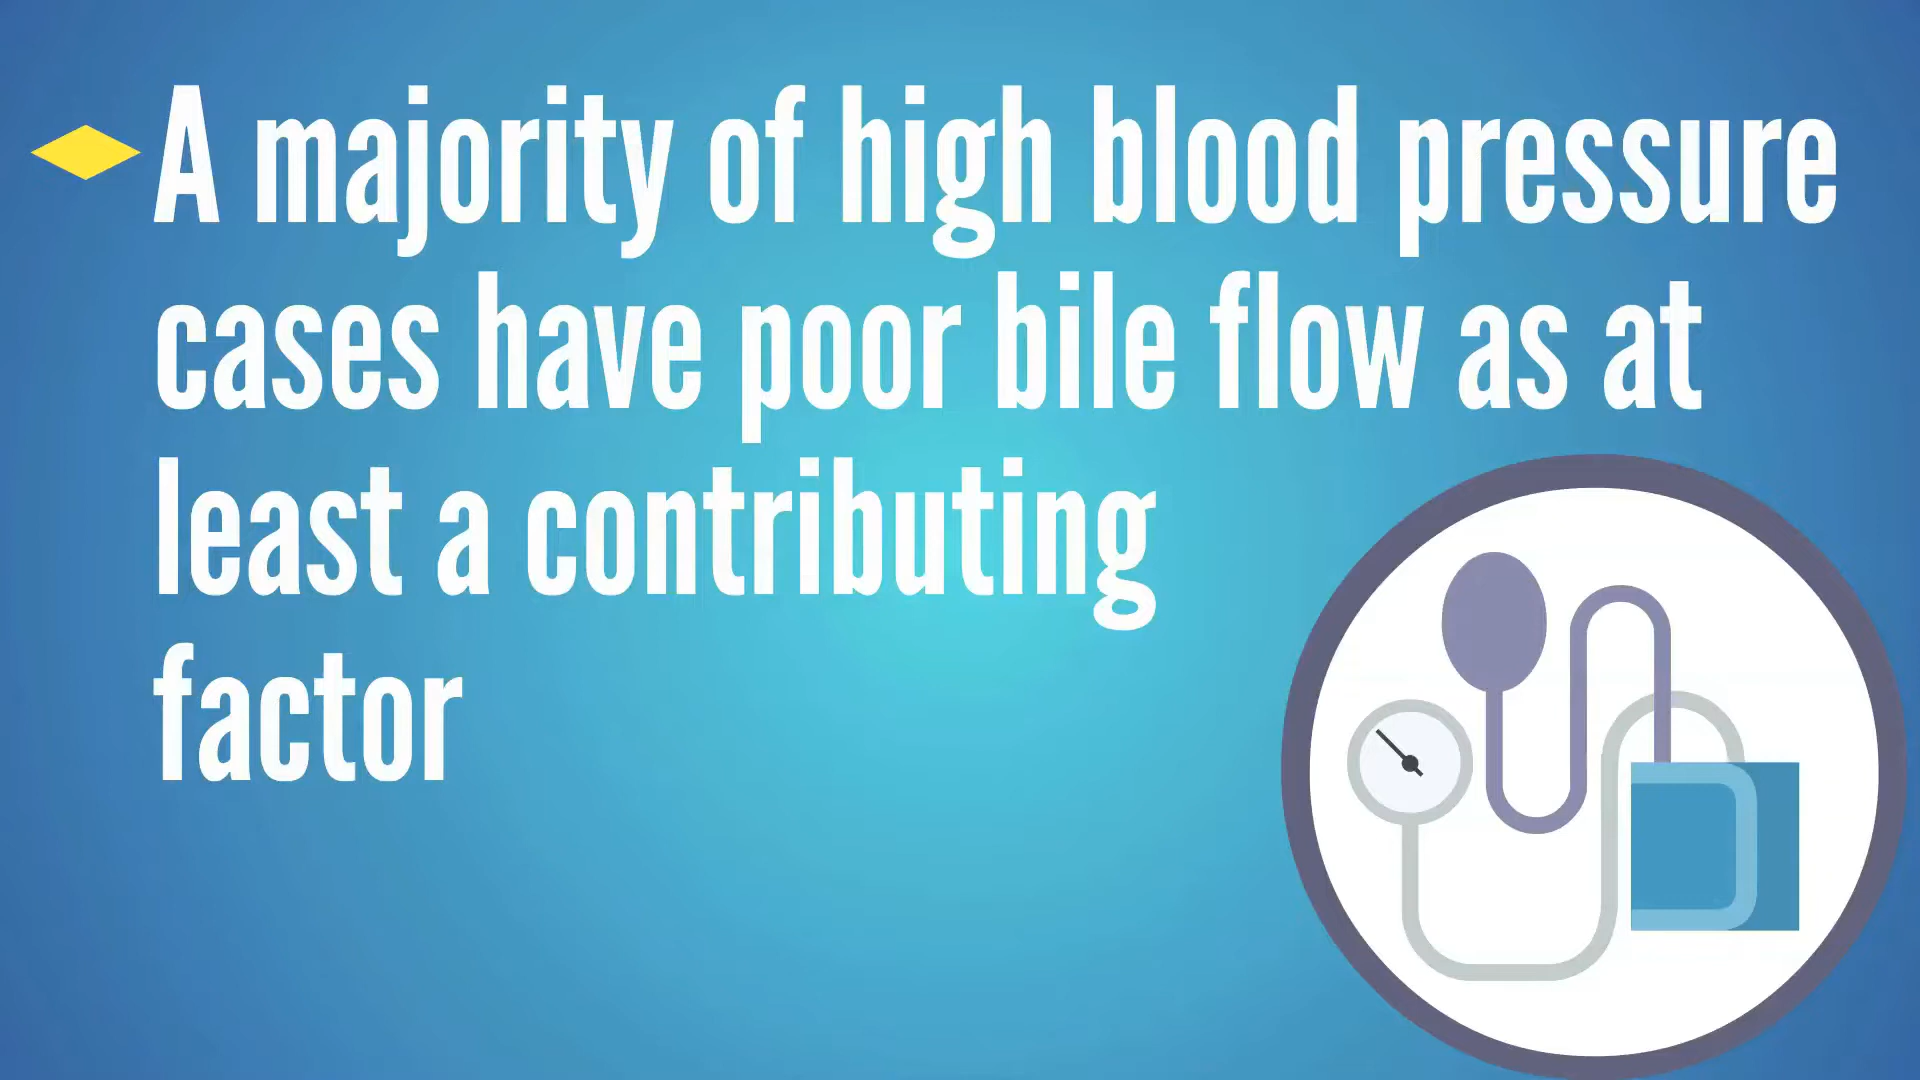 A majority of high blood pressure
cases have poor bile flow as at
least a contributing
factor